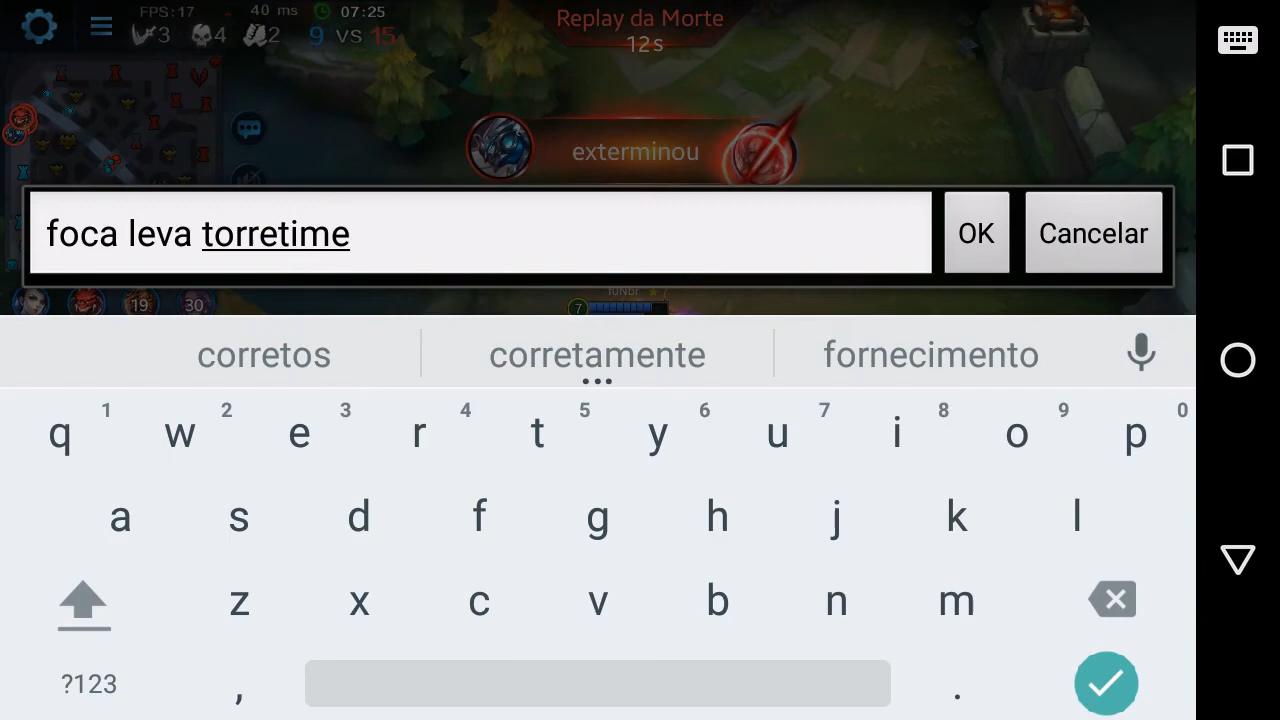 FPS:17 40 ms 07:25
3 4 2 9 VS 15
Replay da Morte
12s
exterminou
foca leva torretime
OK
Cancelar
19 30
7
corretos corretamente fornecimento
1 2 3 4 5 6 7 8 9 0
q w e r t y u i o p
a s d f g h j k l
z x c v b n m
?123 , .